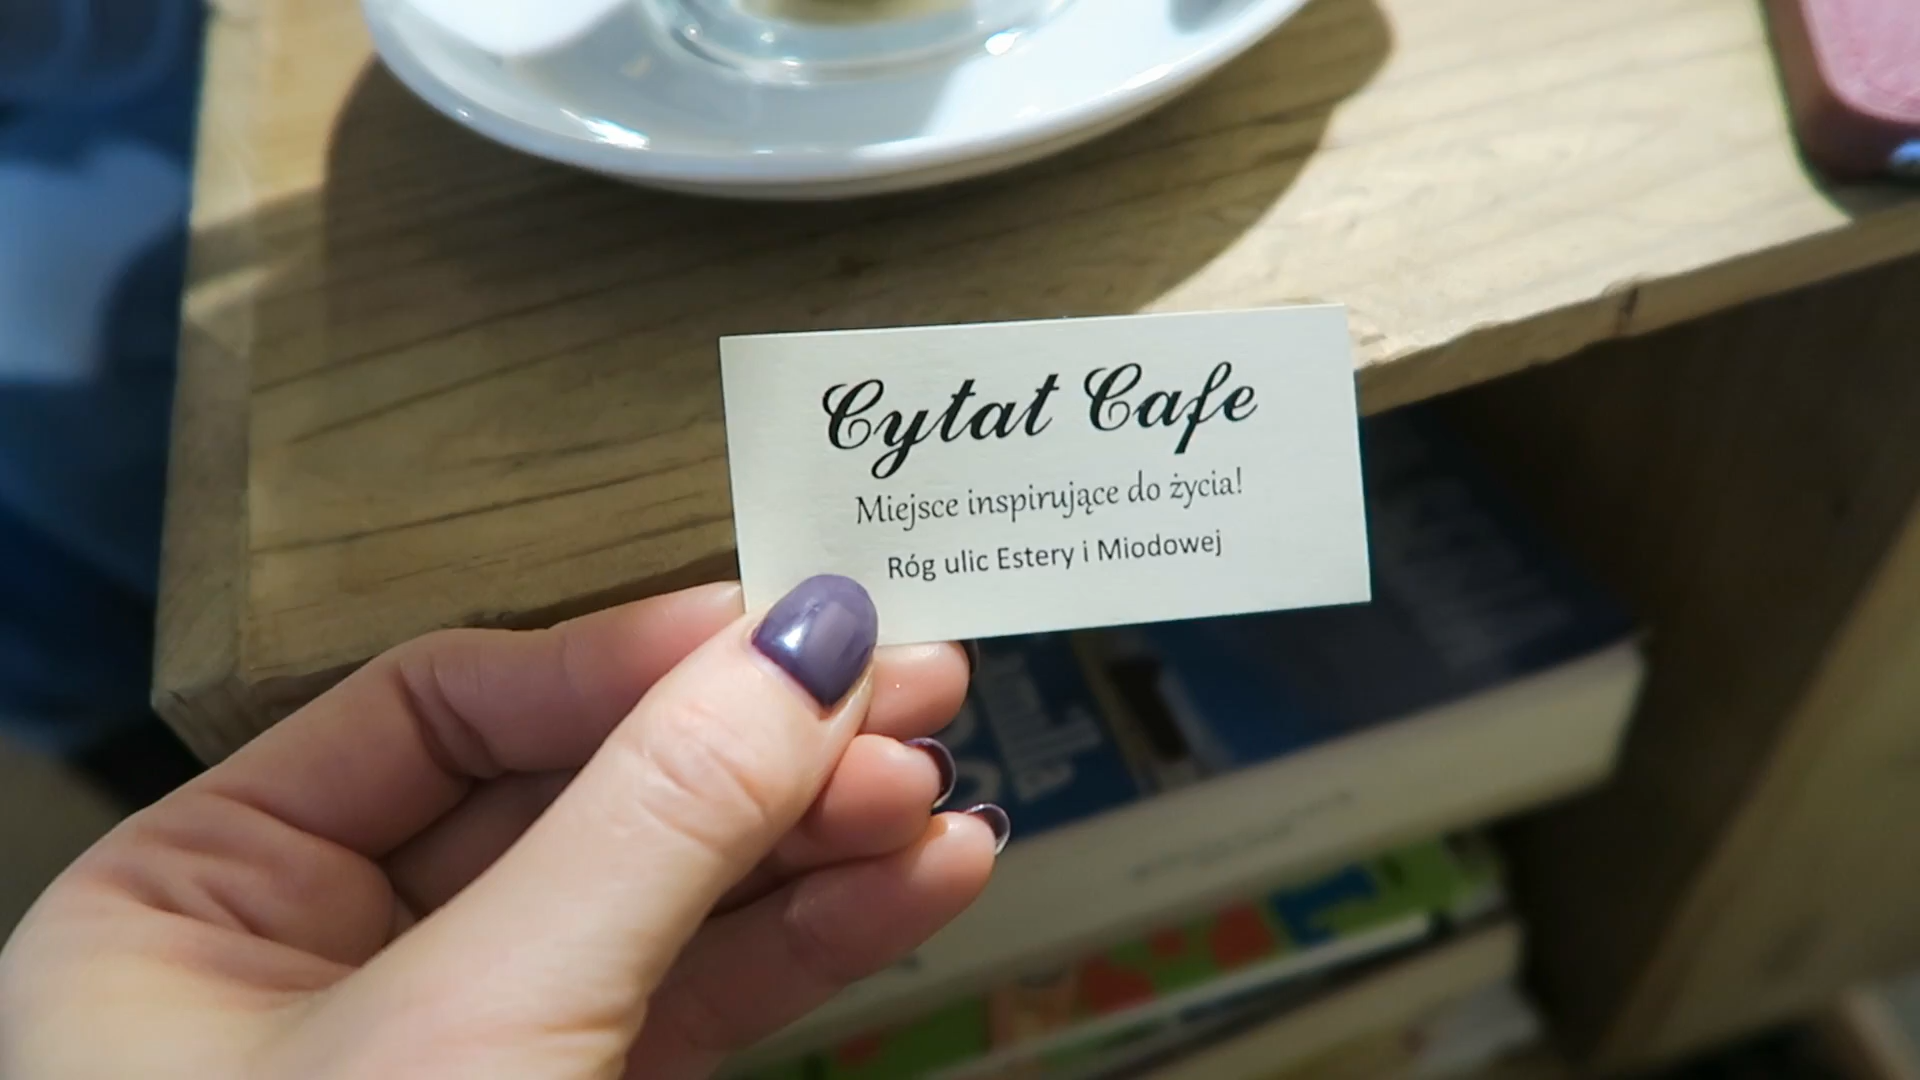 Cytat Cafe
Miejsce inspirujące do życia!
Róg ulic Estery i Miodowej